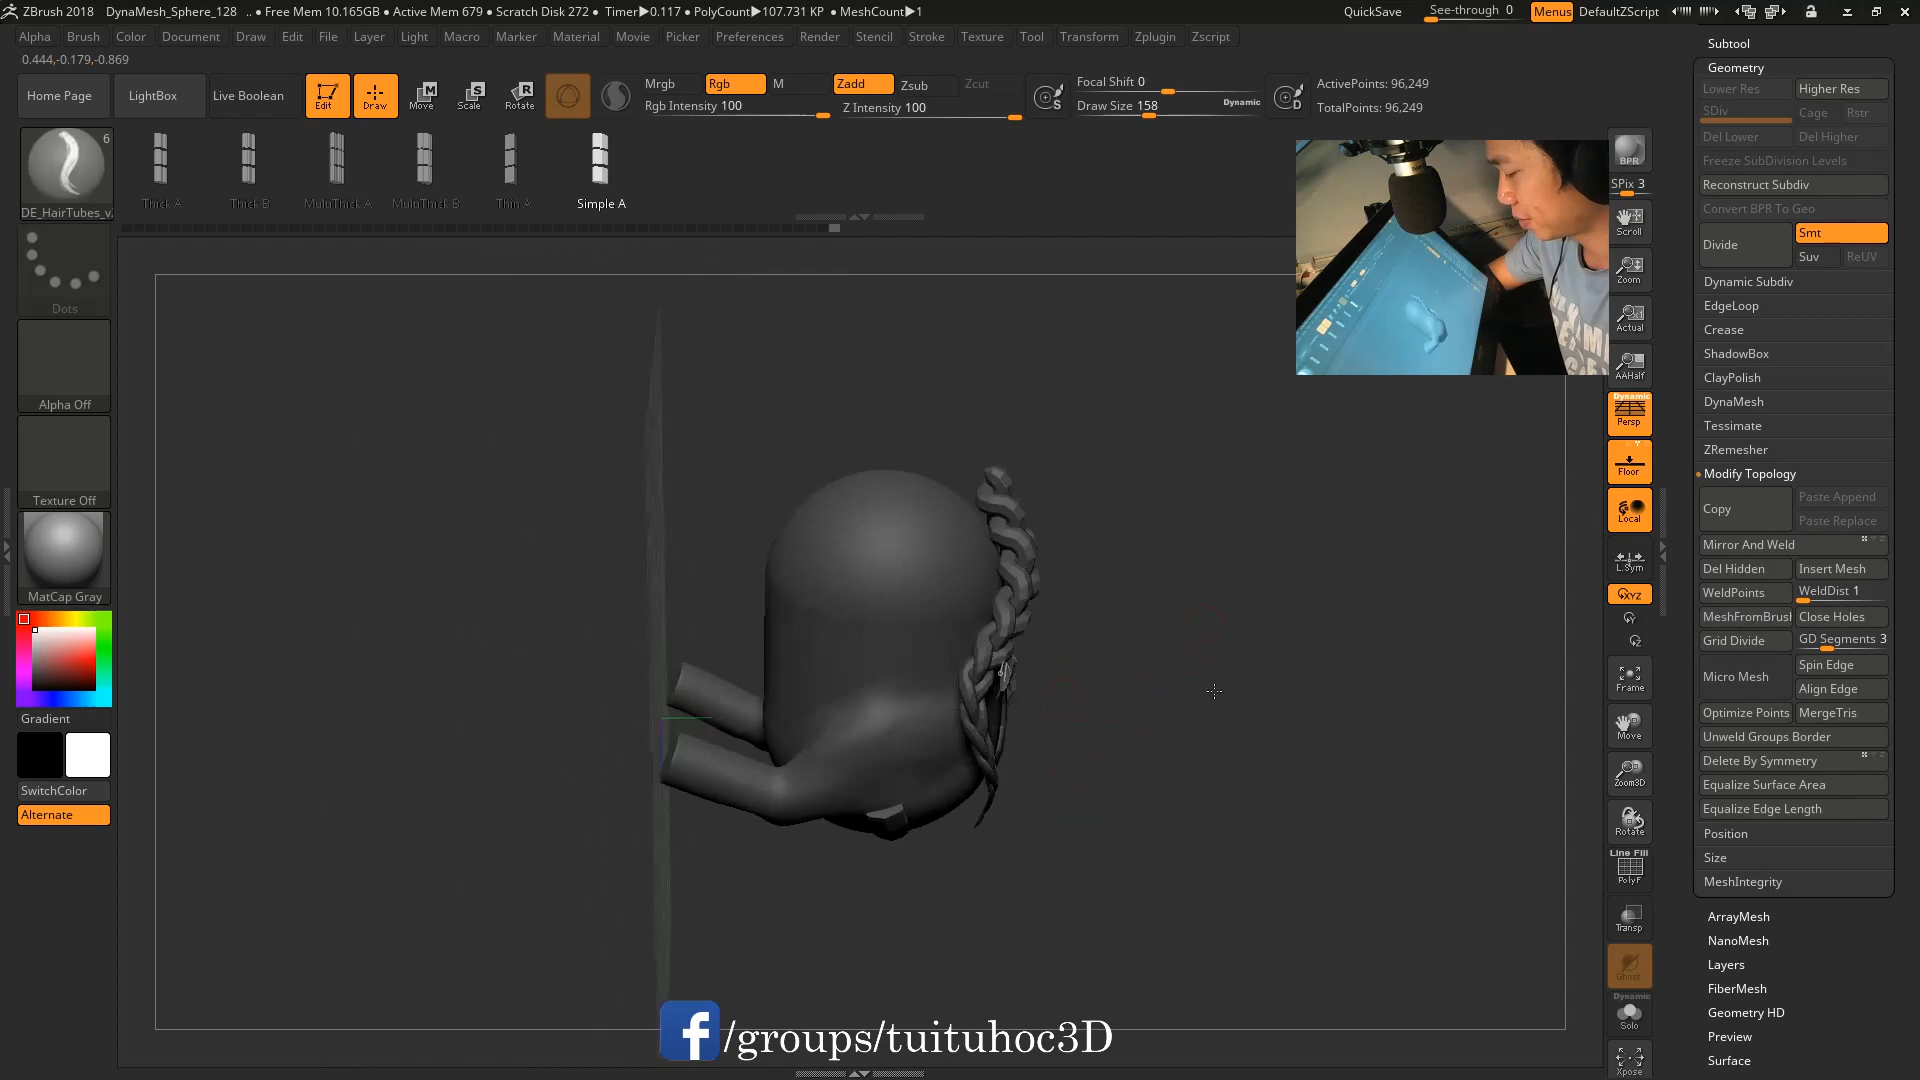 ZBrush 2018 DynaMesh_Sphere_128 .. • Free Mem 10.165GB • Active Mem 679 • Scratch Disk 272 • Timer▶0.117 • PolyCount▶107.731 KP • MeshCount▶1 QuickSave See-through 0 Menus DefaultZScript
Alpha Brush Color Document Draw Edit File Layer Light Macro Marker Material Movie Picker Preferences Render Stencil Stroke Texture Tool Transform Zplugin Zscript
0.444,-0.179,-0.869
Home Page LightBox Live Boolean Edit Draw Move Scale Rotate
Mrgb Rgb M Zadd Zsub Zcut
Rgb Intensity 100 Z Intensity 100
Focal Shift 0
Draw Size 158 Dynamic
ActivePoints: 96,249
TotalPoints: 96,249
6
DE_HairTubes_v
Thick A Thick B MultiThick A MultiThick B Thin A Simple A
Dots
Alpha Off
Texture Off
MatCap Gray
Gradient
SwitchColor
Alternate
BPR
SPix 3
Scroll
Zoom
Actual
AAHalf
Dynamic
Persp
Floor
Local
L.Sym
XYZ
Frame
Move
Zoom3D
Rotate
Line Fill
PolyF
Transp
Ghost
Dynamic
Solo
Xpose
Subtool
Geometry
Lower Res Higher Res
SDiv Cage Rstr
Del Lower Del Higher
Freeze SubDivision Levels
Reconstruct Subdiv
Convert BPR To Geo
Divide Smt
Suv ReUV
Dynamic Subdiv
EdgeLoop
Crease
ShadowBox
ClayPolish
DynaMesh
Tessimate
ZRemesher
Modify Topology
Copy Paste Append
Paste Replace
Mirror And Weld
Del Hidden Insert Mesh
WeldPoints WeldDist 1
MeshFromBrusl Close Holes
Grid Divide GD Segments 3
Micro Mesh Spin Edge
Align Edge
Optimize Points MergeTris
Unweld Groups Border
Delete By Symmetry
Equalize Surface Area
Equalize Edge Length
Position
Size
MeshIntegrity
ArrayMesh
NanoMesh
Layers
FiberMesh
Geometry HD
Preview
Surface
f/groups/tuituhoc3D